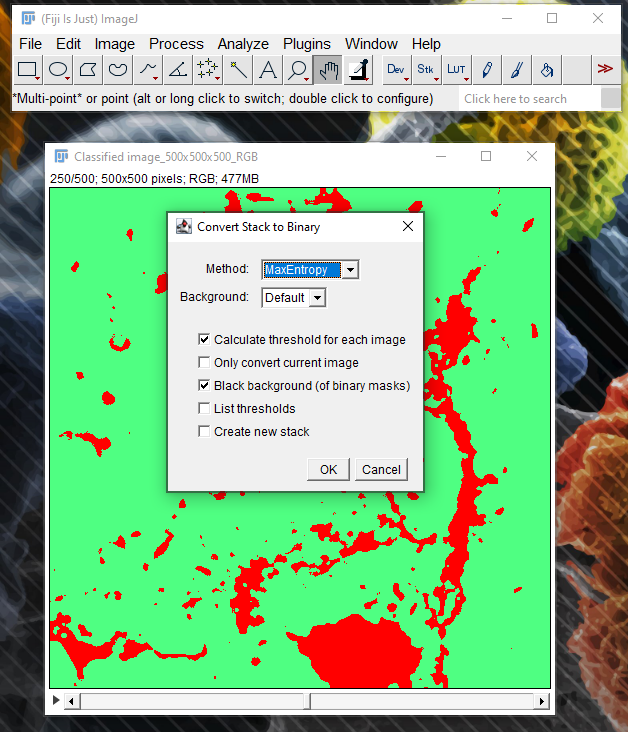 (Fiji Is Just) ImageJ
File Edit Image Process Analyze Plugins Window Help
A Dev Stk LUT >>
*Multi-point* or point (alt or long click to switch; double click to configure) Click here to search
Classified image_500x500x500_RGB
250/500; 500x500 pixels; RGB; 477MB
Convert Stack to Binary
Method: MaxEntropy
Background: Default
Calculate threshold for each image
Only convert current image
Black background (of binary masks)
List thresholds
Create new stack
OK Cancel